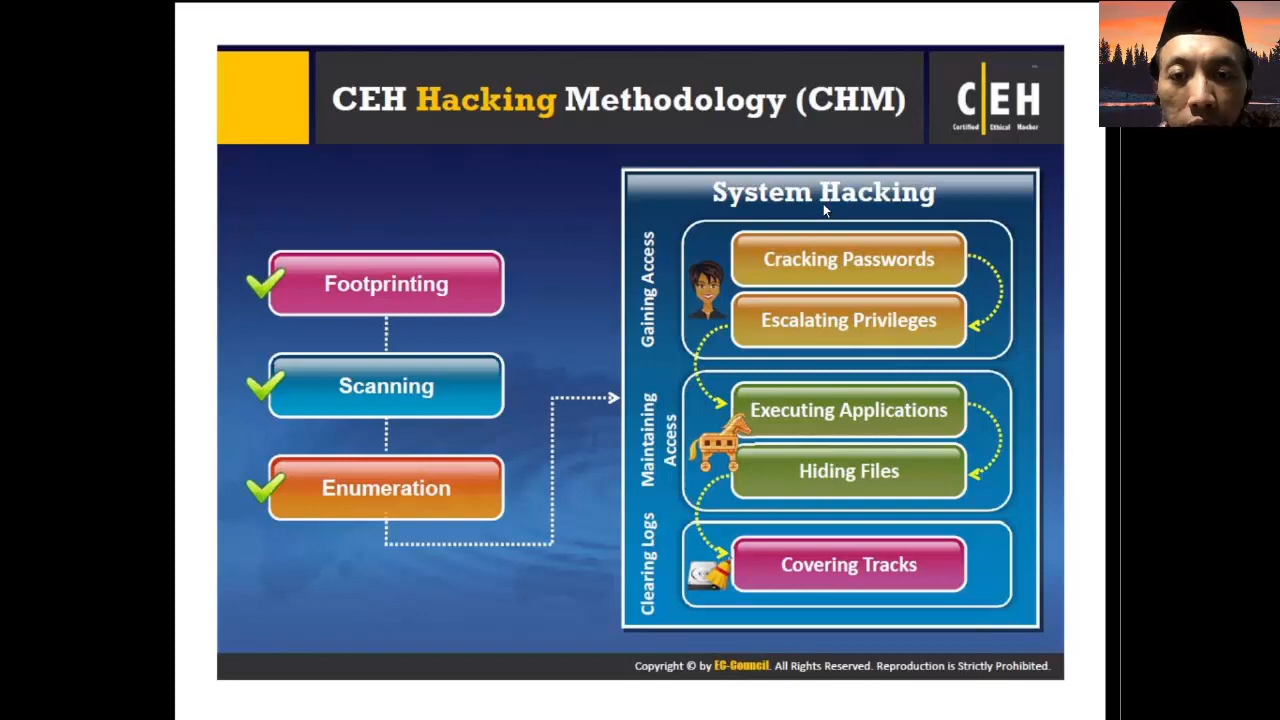 CEH Hacking Methodology (CHM)
CEH
Certified Ethical Hacker
Footprinting
Scanning
Enumeration
System Hacking
Gaining Access
Cracking Passwords
Escalating Privileges
Maintaining
Access
Executing Applications
Hiding Files
Clearing Logs
Covering Tracks
Copyright © by EC-Council. All Rights Reserved. Reproduction is Strictly Prohibited.